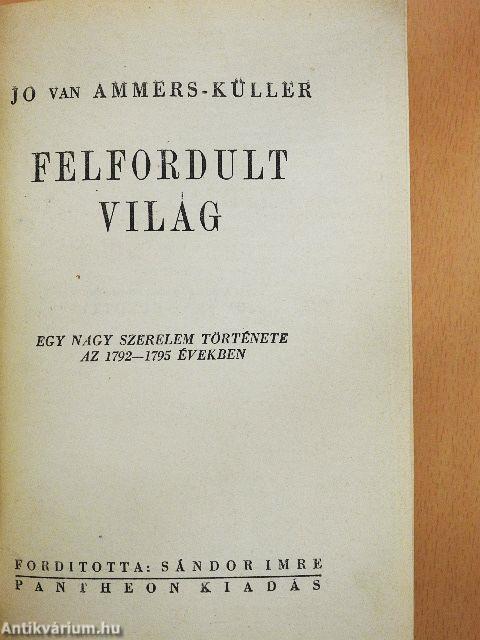 JO VAN AMMERS-KÜLLER
FELFORDULT
VILÁG
EGY NAGY SZERELEM TÖRTÉNETE
AZ 1792—1795 ÉVEKBEN
FORDITOTTA: SÁNDOR IMRE
PANTHEON KIADÁS
Antikvárium.hu